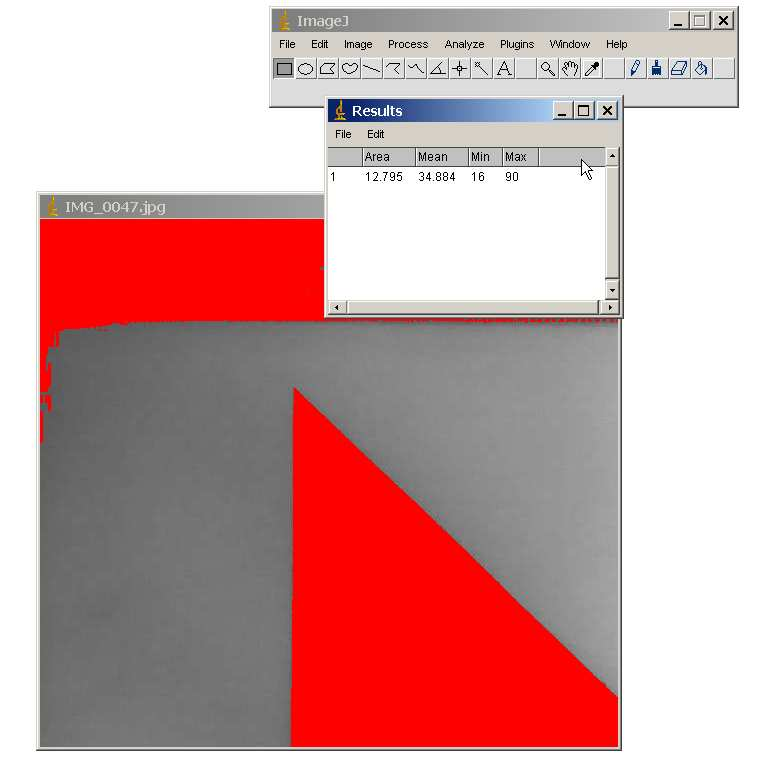 ImageJ
File Edit Image Process Analyze Plugins Window Help
A
Results
File Edit
Area Mean Min Max
1 12.795 34.884 16 90
IMG_0047.jpg